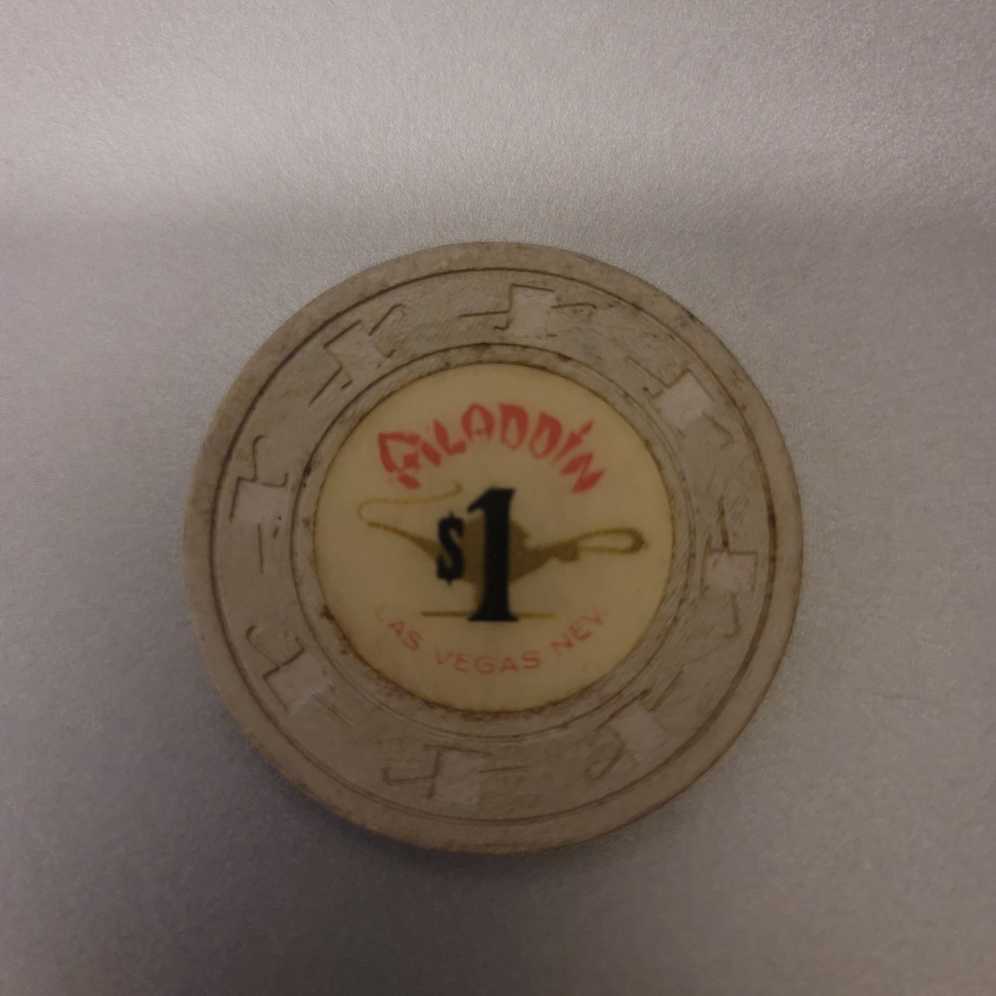 ALADDIN
$1
LAS VEGAS NEV.